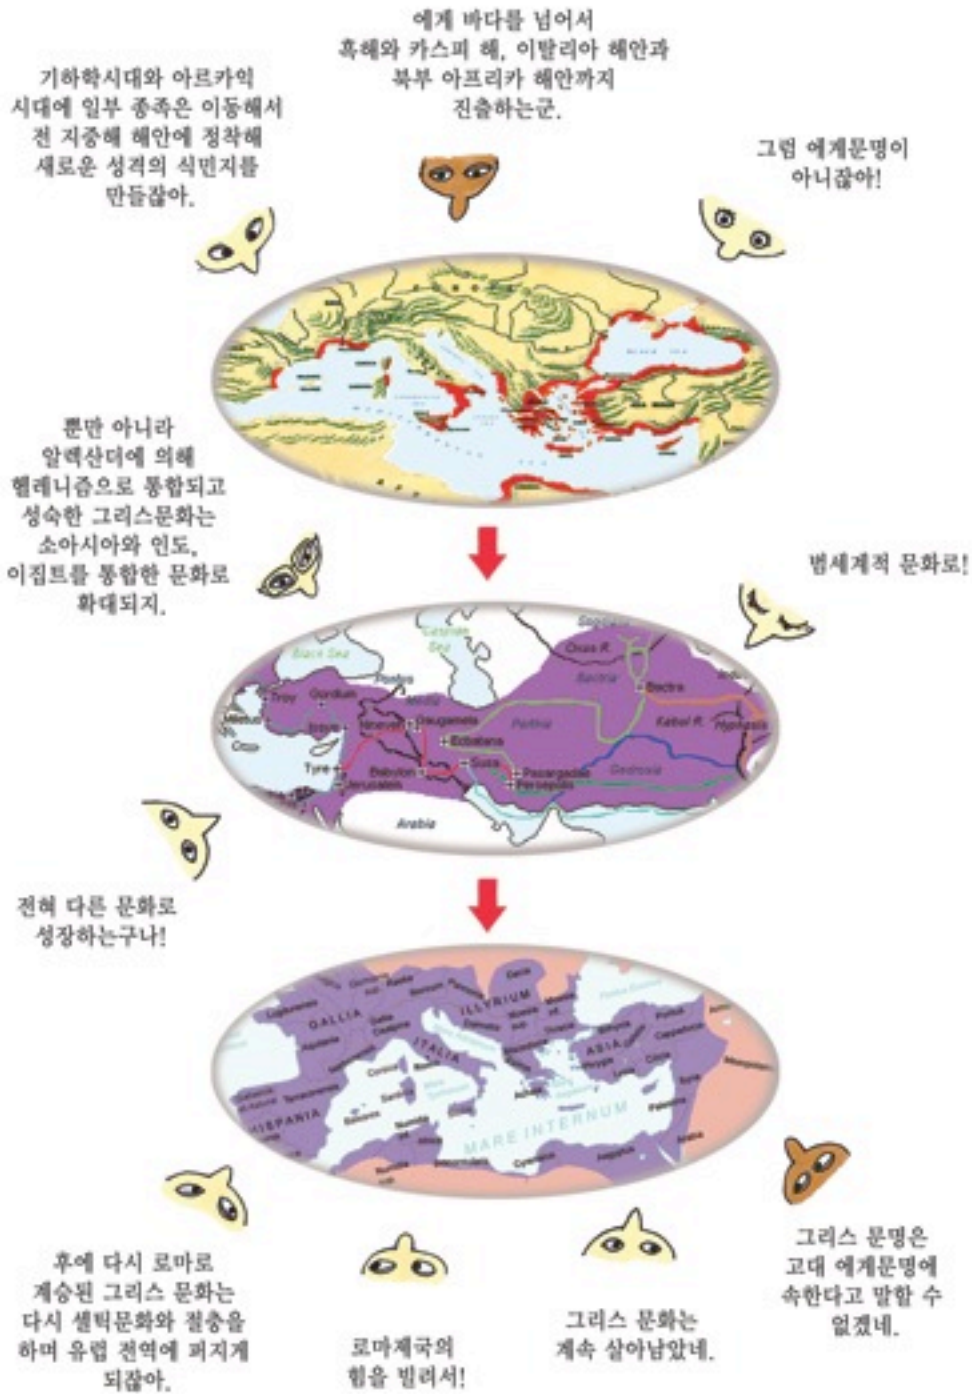 에게 바다를 넘어서
흑해와 카스피 해, 이탈리아 해안과
북부 아프리카 해안까지
진출하는군.
기하학시대와 아르카익
시대에 일부 종족은 이동해서
전 지중해 해안에 정착해
새로운 성격의 식민지를
만들잖아.
그럼 에게문명이
아니잖아!
뿐만 아니라
알렉산더에 의해
헬레니즘으로 통합되고
성숙한 그리스문화는
소아시아와 인도,
이집트를 통합한 문화로
확대되지.
범세계적 문화로!
Black Sea
Caspian
Sea
Oxus R.
Bactria
Bactra
Troy
Gordium
Pontus
Media
Miletus
Issus
Nineveh
Gaugamela
Parthia
Kabol R.
Hyphasis
Ecbatana
Tyre
Babylon
Susa
Pasargadae
Persepolis
Gedrosia
Jerusalem
Arabia
전혀 다른 문화로
성장하는구나!
GALLIA
ILLYRIUM
ITALIA
ASIA
HISPANIA
MARE INTERNUM
Dacia
Aquitania
Corsica
Cappadocia
Syria
Cyrenaica
Aegyptus
Arabia
후에 다시 로마로
계승된 그리스 문화는
다시 셀틱문화와 절충을
하며 유럽 전역에 퍼지게
되잖아.
로마제국의
힘을 빌려서!
그리스 문화는
계속 살아남았네.
그리스 문명은
고대 에게문명에
속한다고 말할 수
없겠네.